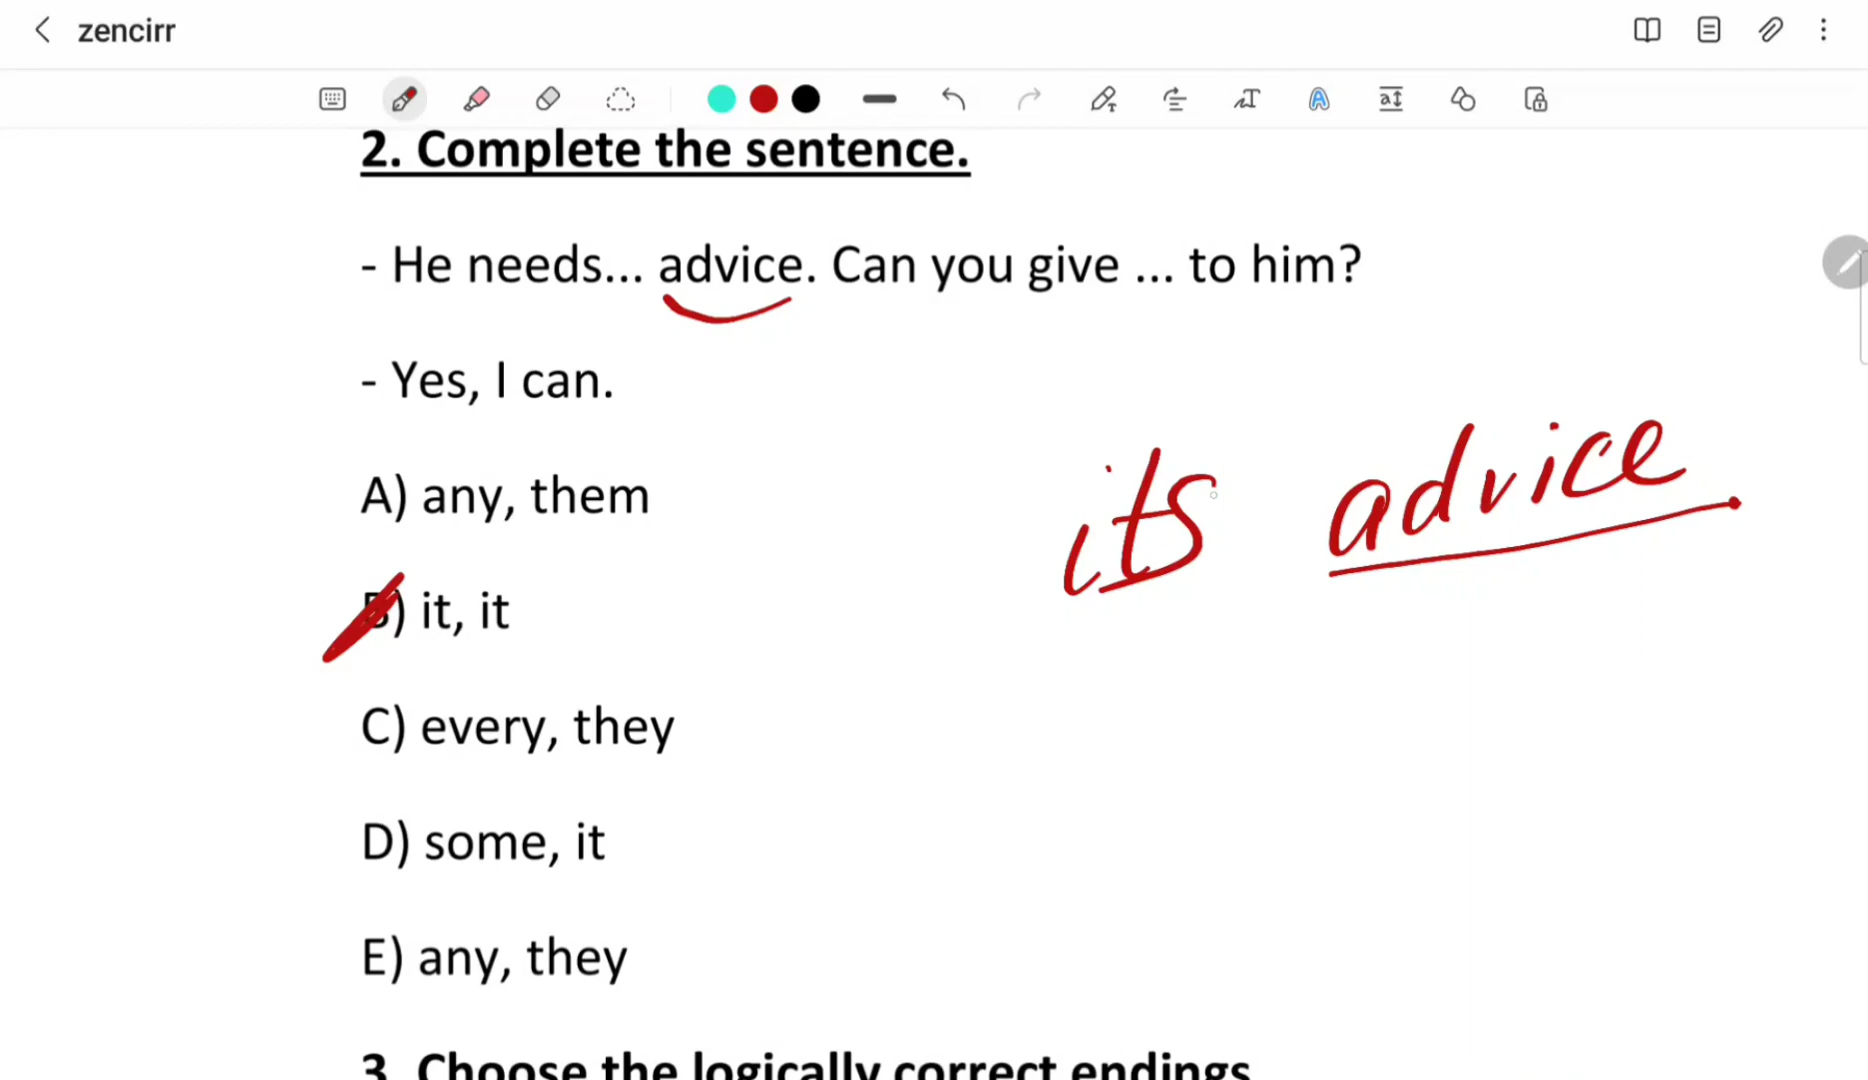 zencirr
2. Complete the sentence.
- He needs... advice. Can you give ... to him?
- Yes, I can.
A) any, them
its advice
B) it, it
C) every, they
D) some, it
E) any, they
3. Choose the logically correct endings